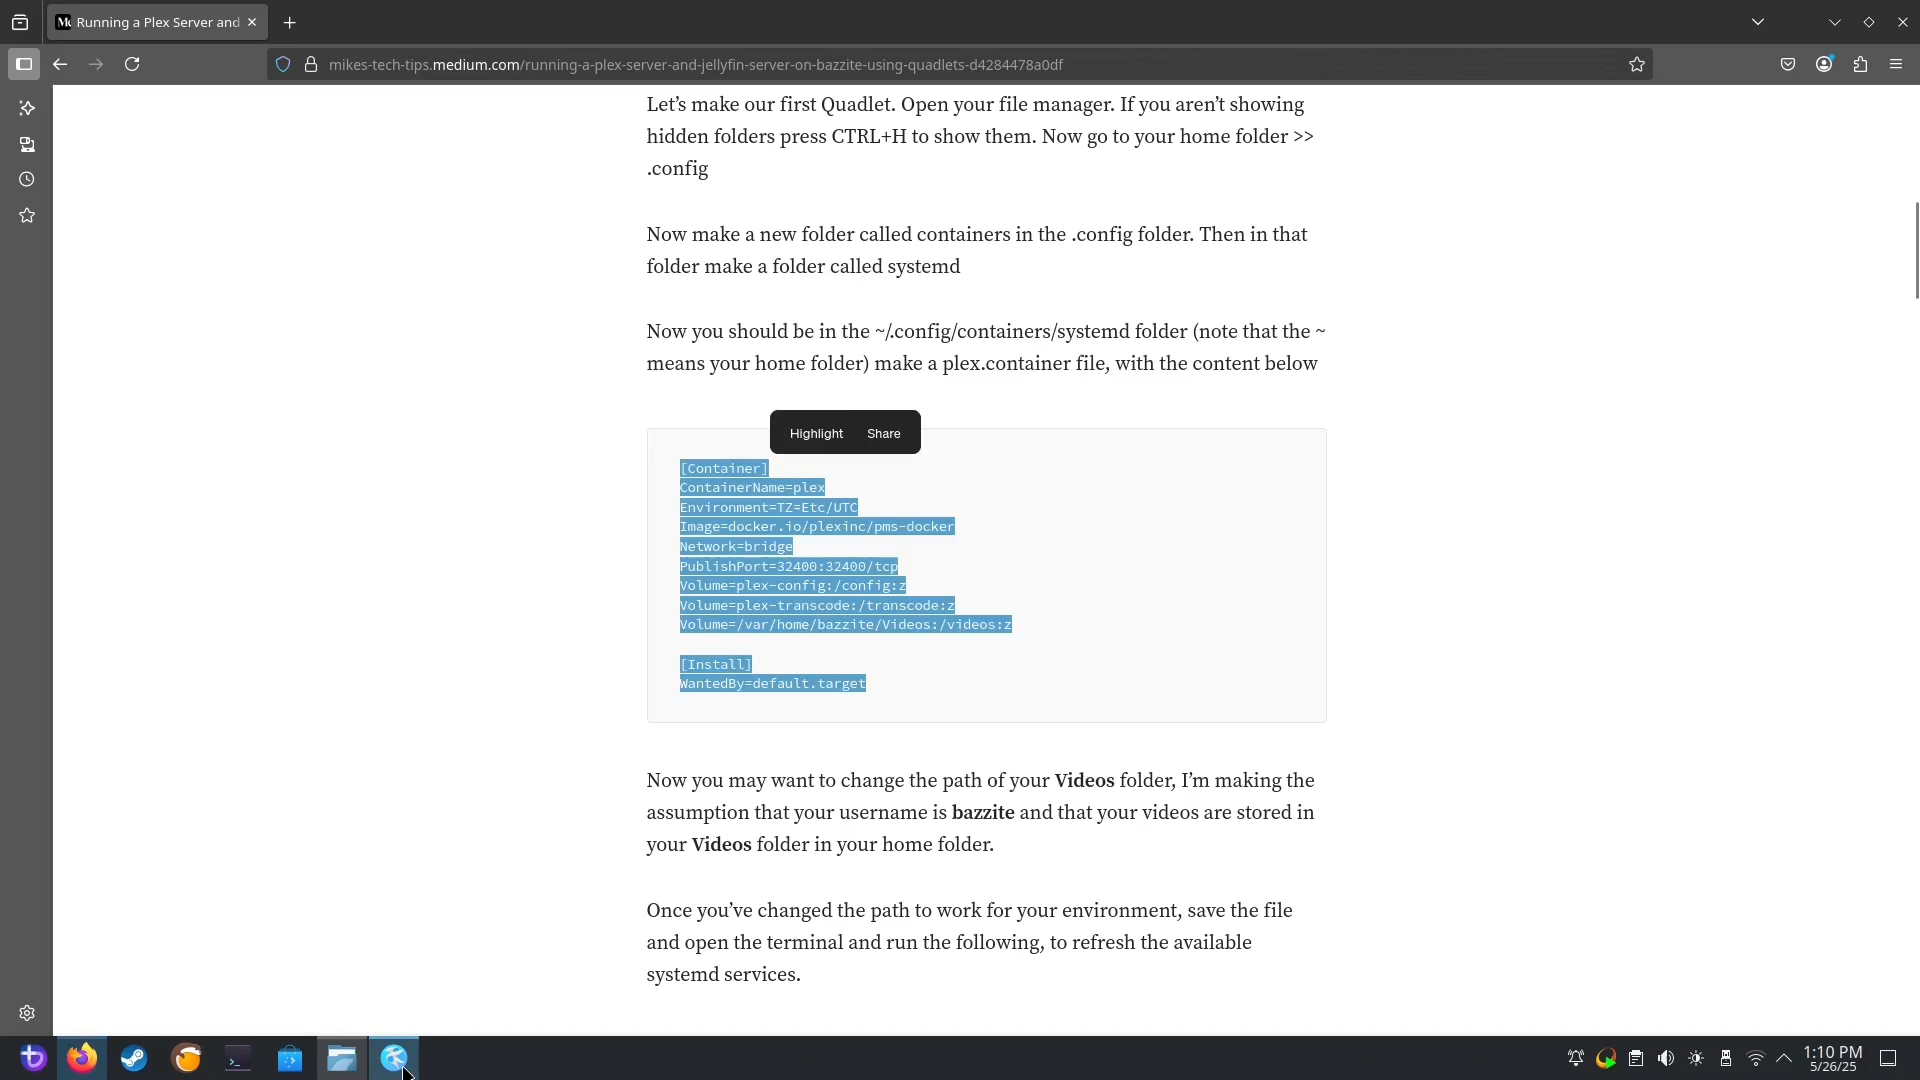 Running a Plex Server and
mikes-tech-tips.medium.com/running-a-plex-server-and-jellyfin-server-on-bazzite-using-quadlets-d4284478a0df
Let’s make our first Quadlet. Open your file manager. If you aren’t showing
hidden folders press CTRL+H to show them. Now go to your home folder >>
.config
Now make a new folder called containers in the .config folder. Then in that
folder make a folder called systemd
Now you should be in the ~/.config/containers/systemd folder (note that the ~
means your home folder) make a plex.container file, with the content below
Highlight Share
[Container]
ContainerName=plex
Environment=TZ=Etc/UTC
Image=docker.io/plexinc/pms-docker
Network=bridge
PublishPort=32400:32400/tcp
Volume=plex-config:/config:z
Volume=plex-transcode:/transcode:z
Volume=/var/home/bazzite/Videos:/videos:z
[Install]
WantedBy=default.target
Now you may want to change the path of your Videos folder, I’m making the
assumption that your username is bazzite and that your videos are stored in
your Videos folder in your home folder.
Once you’ve changed the path to work for your environment, save the file
and open the terminal and run the following, to refresh the available
systemd services.
1:10 PM
5/26/25